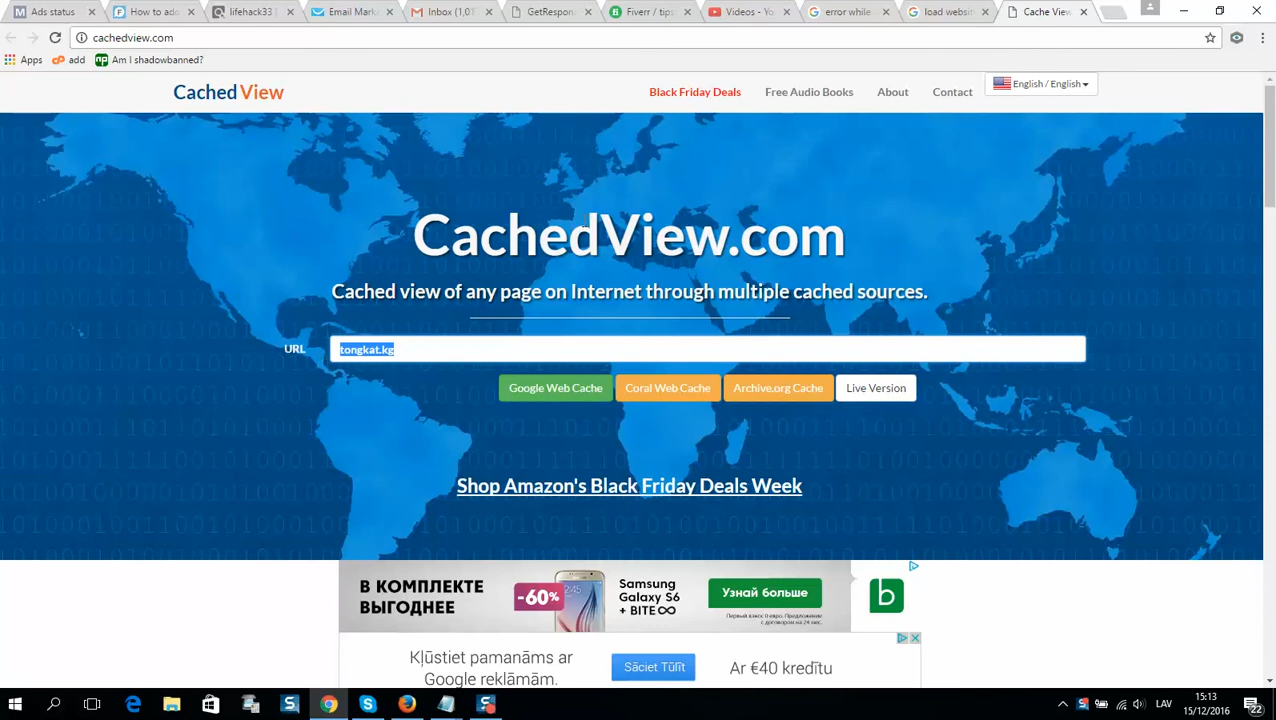 Ads status
How to ado
lifehack33
Email Mark
Inbox (1,01
GetRespon
Fiverr / tips
Videos - Yo
error while
load websit
Cache View
cachedview.com
Apps
add
Am I shadowbanned?
Cached View
Black Friday Deals
Free Audio Books
About
Contact
English / English
CachedView.com
Cached view of any page on Internet through multiple cached sources.
URL
tongkat.kg
Google Web Cache
Coral Web Cache
Archive.org Cache
Live Version
Shop Amazon's Black Friday Deals Week
В КОМПЛЕКТЕ
ВЫГОДНЕЕ
-60%
Samsung
Galaxy S6
+ BITE∞
Узнай больше
Первый взнос 0 евро. Предложение
с договором на 24 мес.
b
Kļūstiet pamanāms ar
Google reklāmām.
Sāciet Tūlīt
Ar €40 kredītu
LAV
15:13
15/12/2016
22